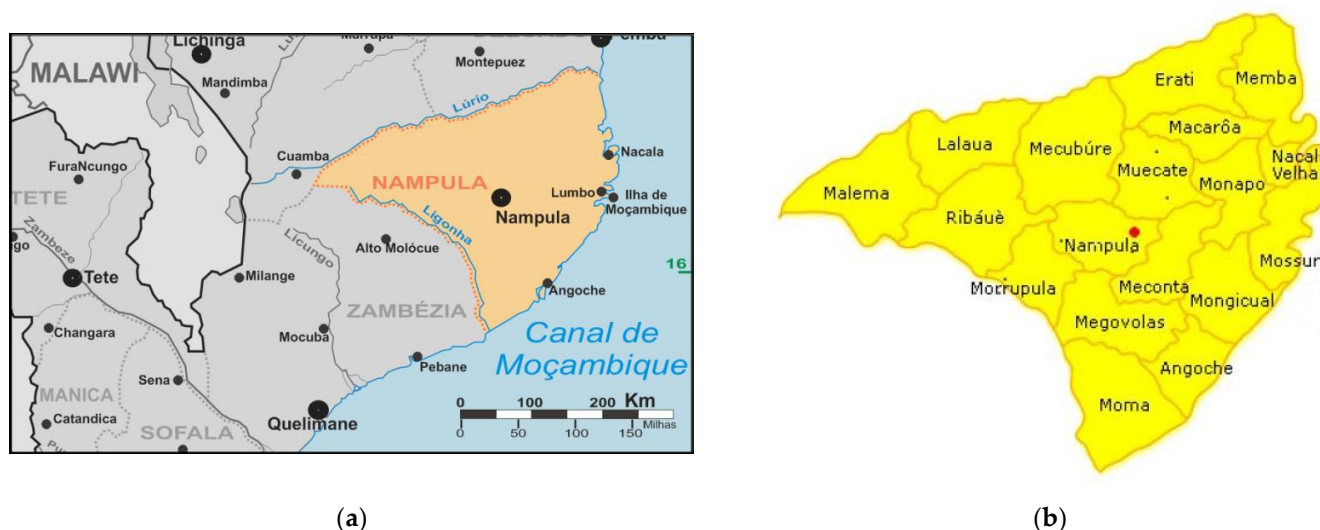 Lichinga
Marrupa
Pemba
MALAWI
Montepuez
Mandimba
Lúrio
FuraNcungo
Cuamba
Nacala
TETE
NAMPULA
Lumbo
Ilha de
Moçambique
Nampula
Zambeze
Ligonha
Licungo
Alto Molócue
16
Tete
Milange
Angoche
ZAMBÉZIA
Changara
Mocuba
Canal de
Moçambique
Pebane
Sena
MANICA
0 100 200 Km
Catandica
Quelimane
0 50 100 150 Milhas
SOFALA
(a)
Erati
Memba
Macarôa
Lalaua
Mecubúre
Nacala
Velha
Muecate
Monapo
Malema
Ribáuè
Nampula
Mossuri
Morrupula
Meconta
Mongicual
Megovolas
Angoche
Moma
(b)